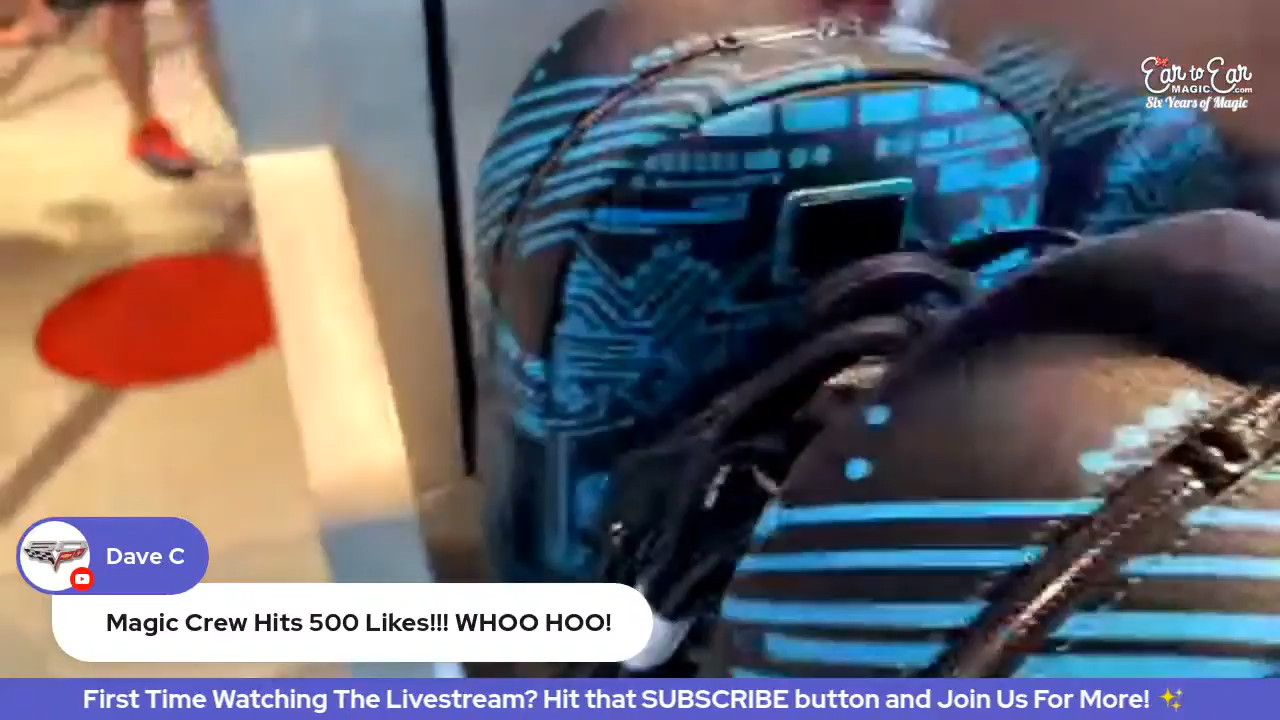 Ear to Ear
MAGIC.com
Six Years of Magic
Dave C
Magic Crew Hits 500 Likes!!! WHOO HOO!
First Time Watching The Livestream? Hit that SUBSCRIBE button and Join Us For More! ✨